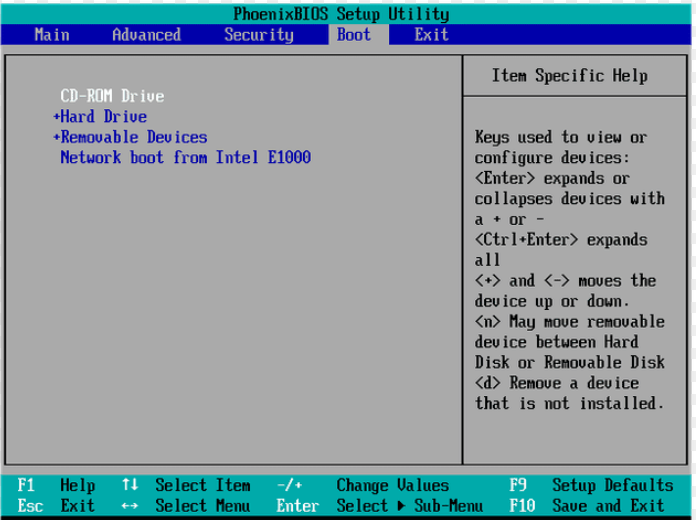 PhoenixBIOS Setup Utility
Main Advanced Security Boot Exit
CD-ROM Drive
+Hard Drive
+Removable Devices
Network boot from Intel E1000
Item Specific Help
Keys used to view or
configure devices:
<Enter> expands or
collapses devices with
a + or -
<Ctrl+Enter> expands
all
<+> and <-> moves the
device up or down.
<n> May move removable
device between Hard
Disk or Removable Disk
<d> Remove a device
that is not installed.
F1 Help ↑↓ Select Item -/+ Change Values F9 Setup Defaults
Esc Exit ↔ Select Menu Enter Select ▶ Sub-Menu F10 Save and Exit